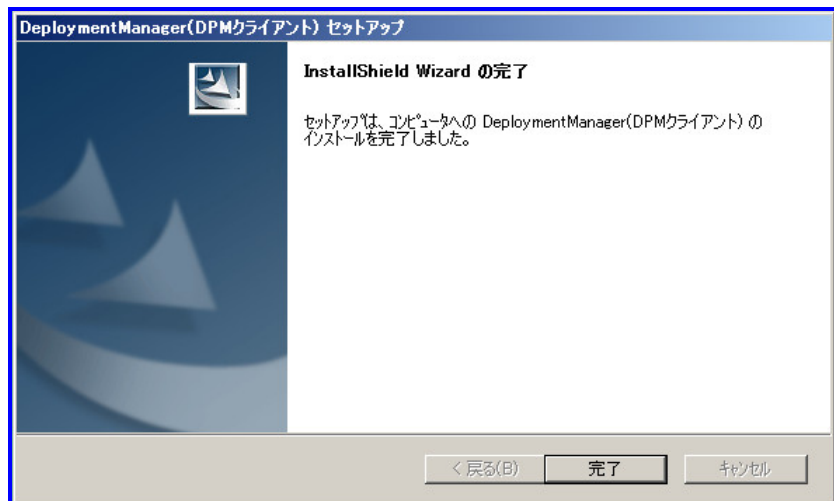 DeploymentManager(DPMクライアント) セットアップ
InstallShield Wizard の完了
セットアップは、コンピュータへの DeploymentManager(DPMクライアント) の
インストールを完了しました。
< 戻る(B)
完了
キャンセル